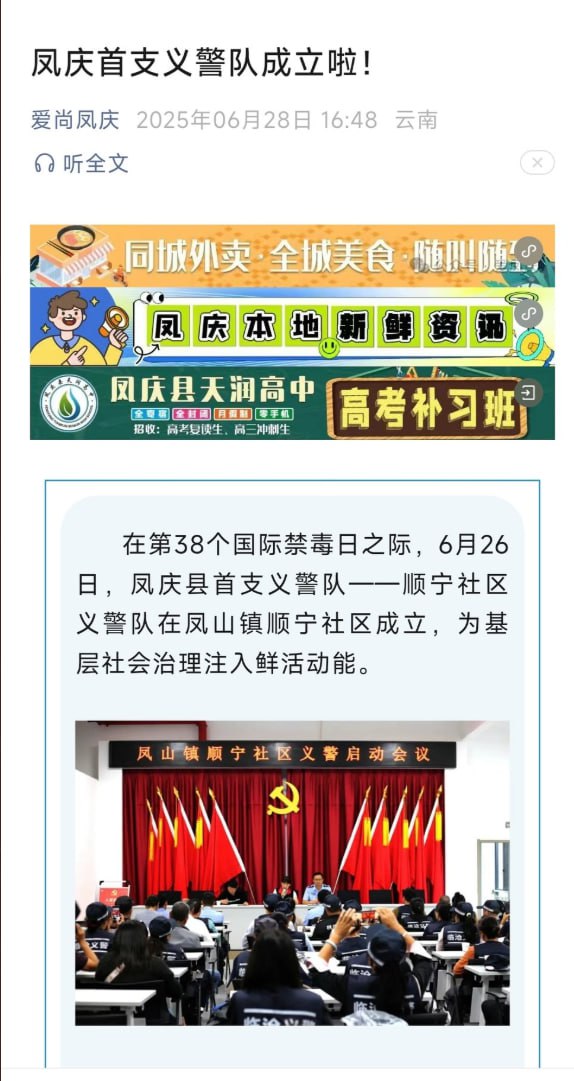 凤庆首支义警队成立啦！
爱尚凤庆 2025年06月28日 16:48 云南
听全文
同城外卖·全城美食·随叫随到
凤庆本地新鲜资讯
凤庆县天润高中
全寄宿 全封闭 月假制 零手机
招收：高考复读生、高三冲刺生
高考补习班
在第38个国际禁毒日之际，6月26
日，凤庆县首支义警队——顺宁社区
义警队在凤山镇顺宁社区成立，为基
层社会治理注入鲜活动能。
凤山镇顺宁社区义警启动会议
临沧义警